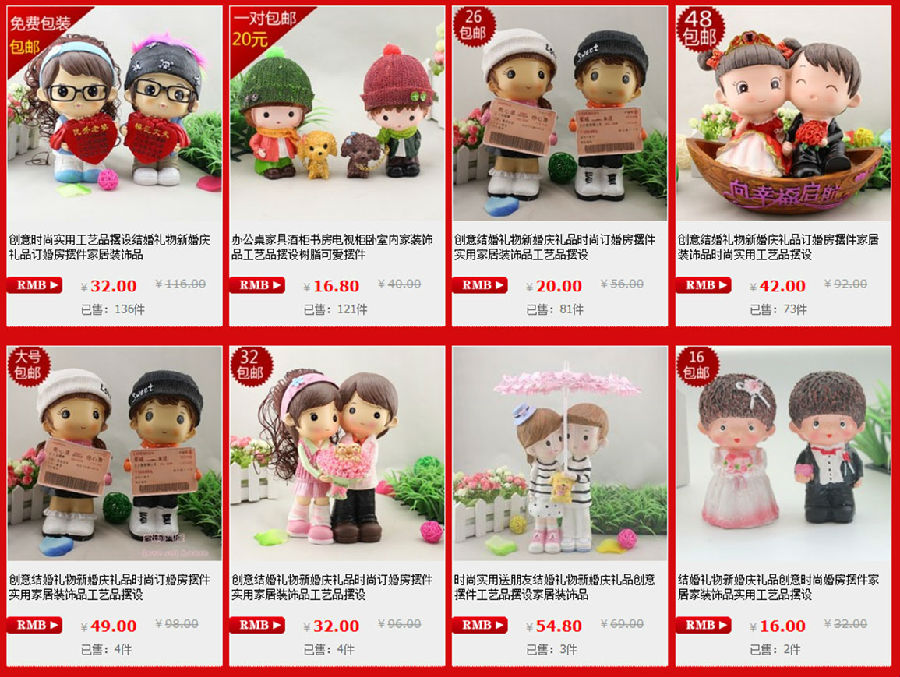 免费包装
包邮
一对包邮
20元
26
包邮
48
包邮
Sweet
向幸福启航
创意时尚实用工艺品摆设结婚礼物新婚庆
礼品订婚房摆件家居装饰品
RMB
￥32.00
￥116.00
已售：136件
办公桌家具酒柜书房电视柜卧室内家装饰
品工艺品摆设树脂可爱摆件
RMB
￥16.80
￥40.00
已售：121件
创意结婚礼物新婚庆礼品时尚订婚房摆件
实用家居装饰品工艺品摆设
RMB
￥20.00
￥56.00
已售：81件
创意结婚礼物新婚庆礼品订婚房摆件家居
装饰品时尚实用工艺品摆设
RMB
￥42.00
￥92.00
已售：73件
大号
包邮
32
包邮
16
包邮
Sweet
创意结婚礼物新婚庆礼品时尚订婚房摆件
实用家居装饰品工艺品摆设
RMB
￥49.00
￥98.00
已售：4件
创意结婚礼物新婚庆礼品时尚订婚房摆件
实用家居装饰品工艺品摆设
RMB
￥32.00
￥96.00
已售：4件
时尚实用送朋友结婚礼物新婚庆礼品创意
摆件工艺品摆设家居装饰品
RMB
￥54.80
￥69.00
已售：3件
结婚礼物新婚庆礼品创意时尚婚房摆件家
居家装饰品实用工艺品摆设
RMB
￥16.00
￥32.00
已售：2件